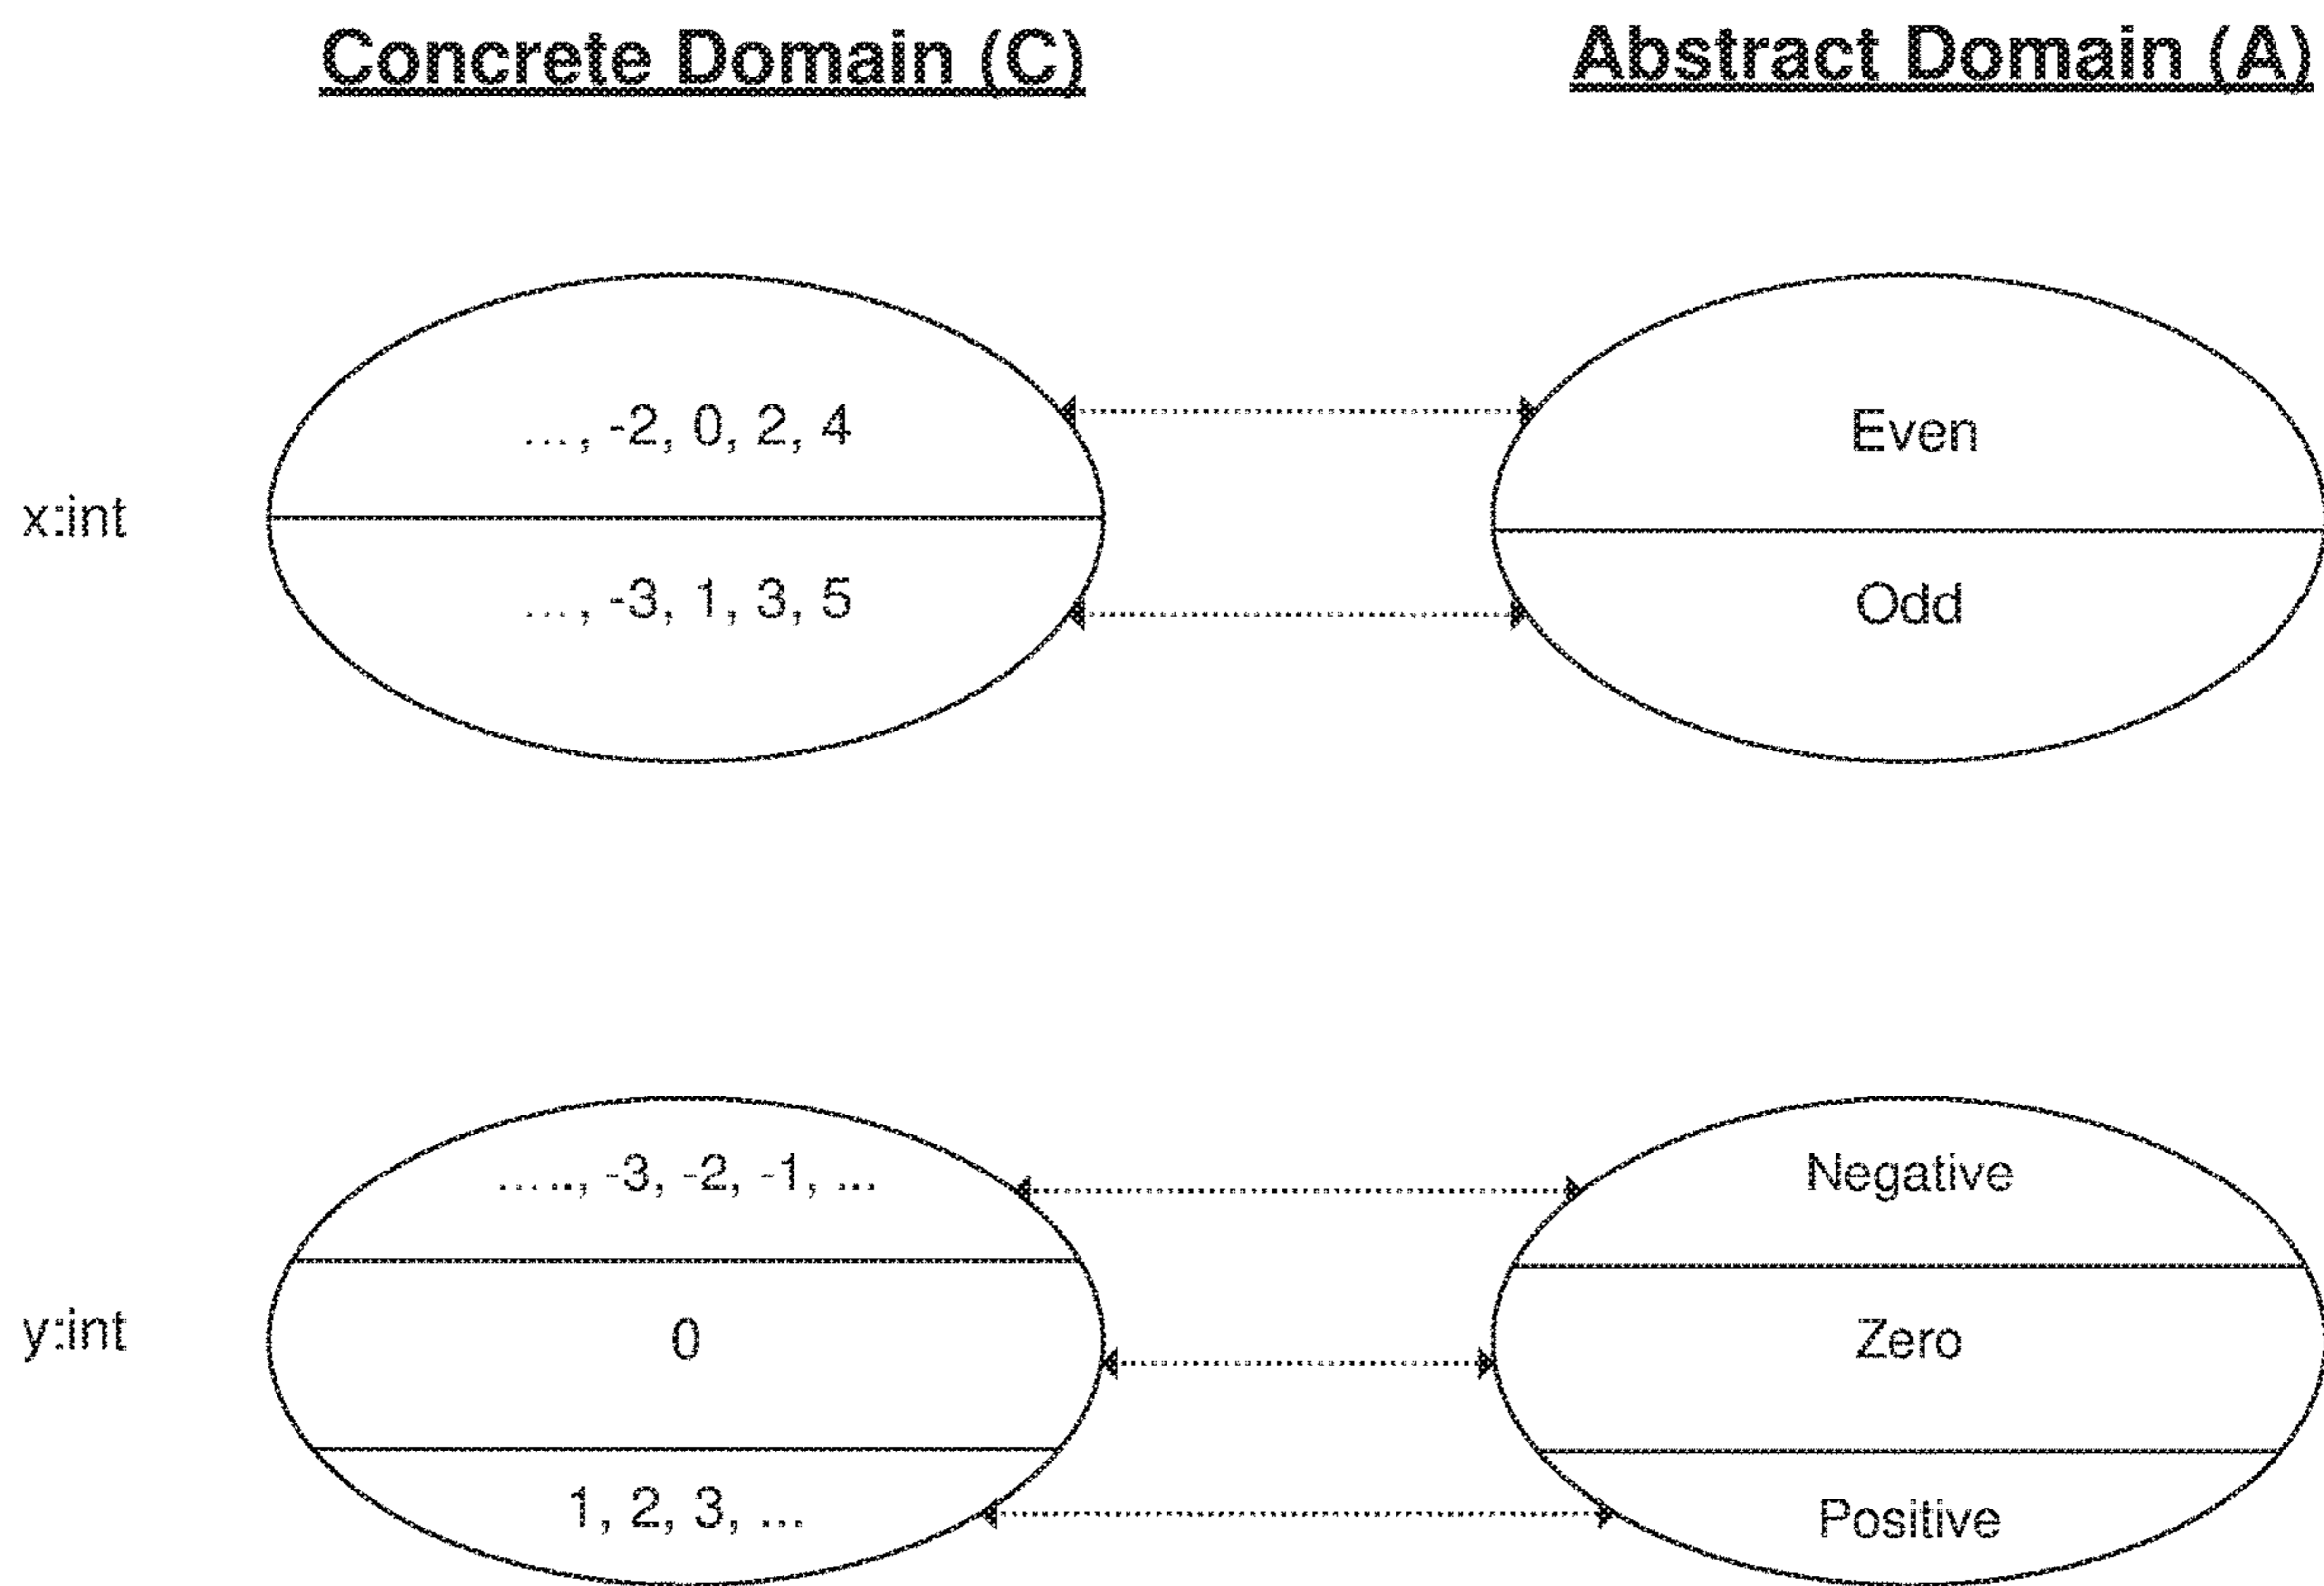 Concrete Domain (C)
Abstract Domain (A)
x:int
..., -2, 0, 2, 4
Even
..., -3, 1, 3, 5
Odd
y:int
....., -3, -2, -1, ...
Negative
0
Zero
1, 2, 3, ...
Positive